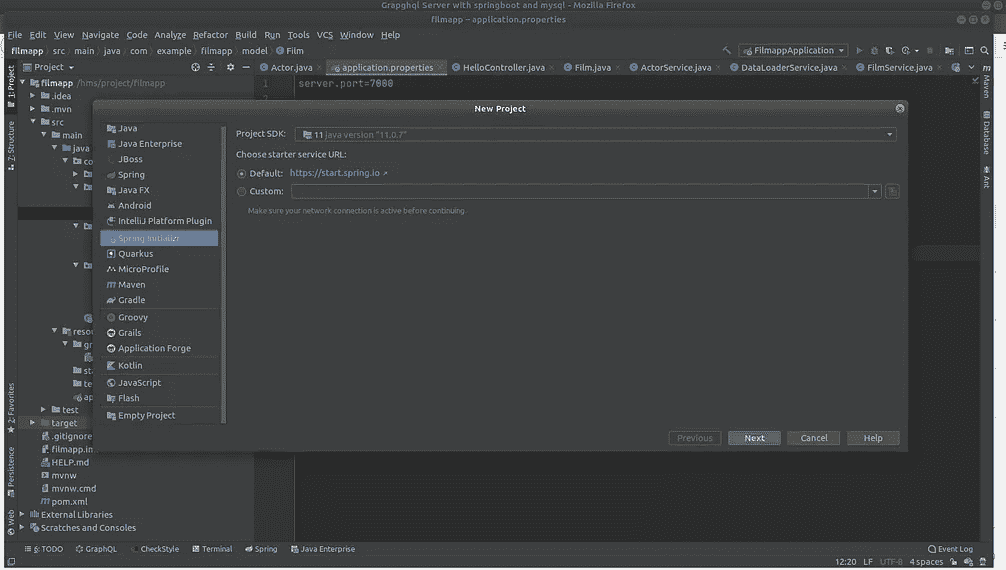 Grapghql Server with springboot and mysql - Mozilla Firefox
filmapp – application.properties
File Edit View Navigate Code Analyze Refactor Build Run Tools VCS Window Help
filmapp src main java com example filmapp model Film FilmappApplication
Project Actor.java application.properties HelloController.java Film.java ActorService.java DataLoaderService.java FilmService.java
1: Project
Z: Structure
2: Favorites
Persistence
Web
Maven
Database
Ant
filmapp /hms/project/filmapp
.idea
.mvn
src
main
java
co
resou
gr
sta
te
ap
test
target
.gitignore
filmapp.im
HELP.md
mvnw
mvnw.cmd
pom.xml
External Libraries
Scratches and Consoles
1 server.port=7080
New Project
Java
Java Enterprise
JBoss
Spring
Java FX
Android
IntelliJ Platform Plugin
Spring Initializr
Quarkus
MicroProfile
Maven
Gradle
Groovy
Grails
Application Forge
Kotlin
JavaScript
Flash
Empty Project
Project SDK: 11 java version "11.0.7"
Choose starter service URL:
Default: https://start.spring.io
Custom:
Make sure your network connection is active before continuing.
Previous Next Cancel Help
6: TODO GraphQL CheckStyle Terminal Spring Java Enterprise Event Log
12:20 LF UTF-8 4 spaces